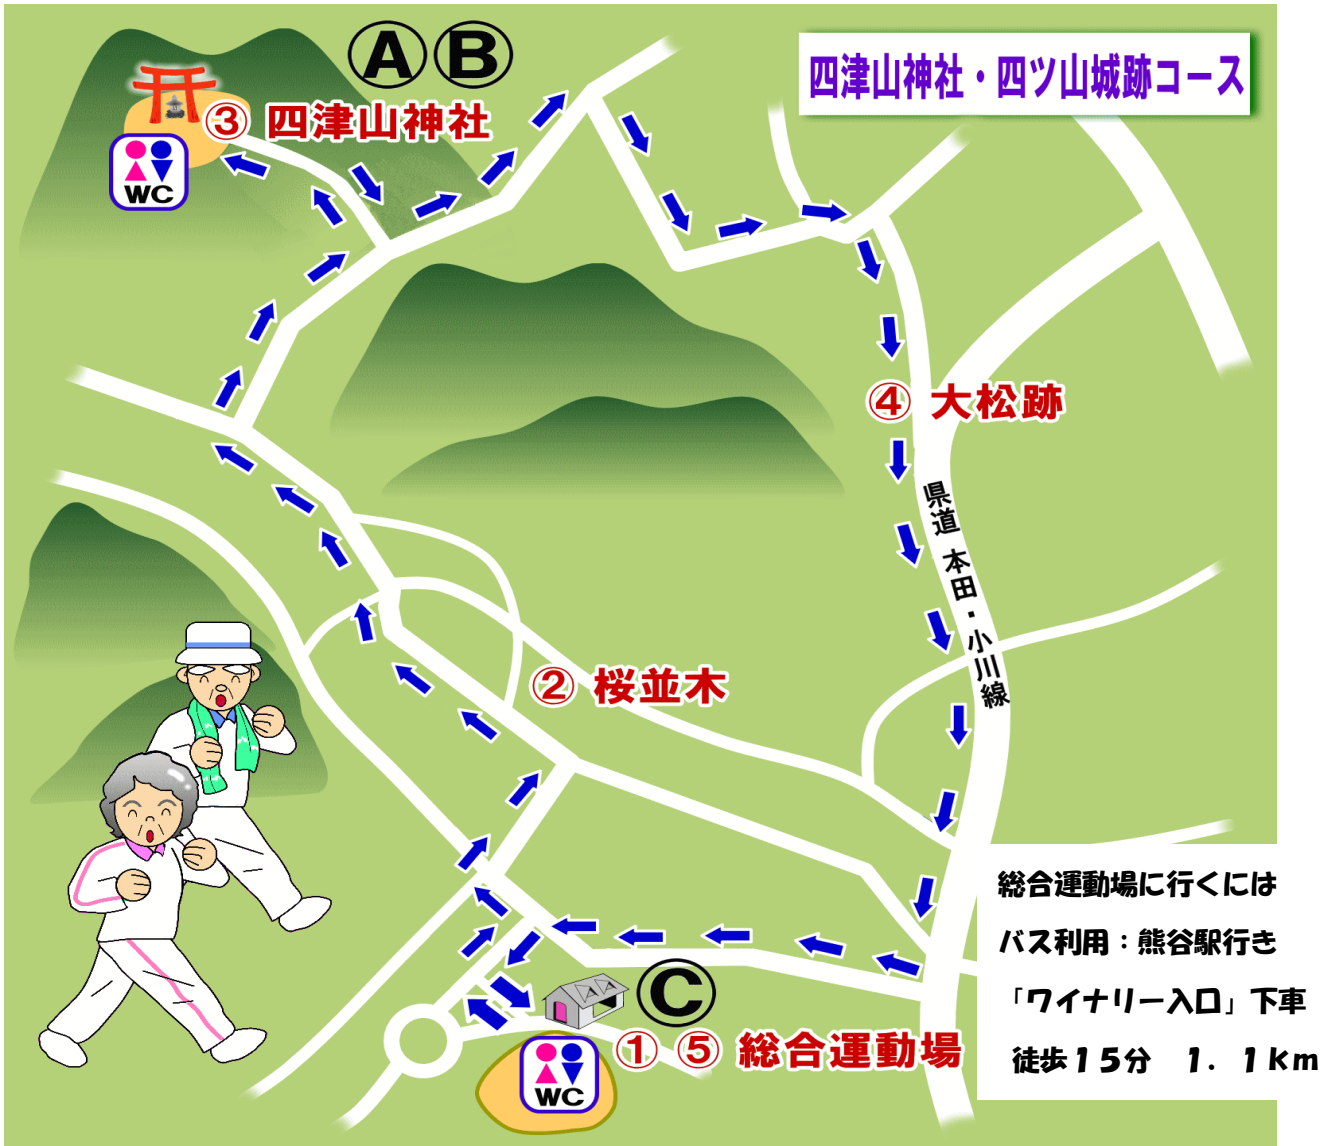 四津山神社・四ツ山城跡コース
A B
③ 四津山神社
WC
④ 大松跡
県道 本田・小川線
② 桜並木
C
① ⑤ 総合運動場
WC
総合運動場に行くには
バス利用：熊谷駅行き
「ワイナリー入口」下車
徒歩１５分　１．１ｋｍ